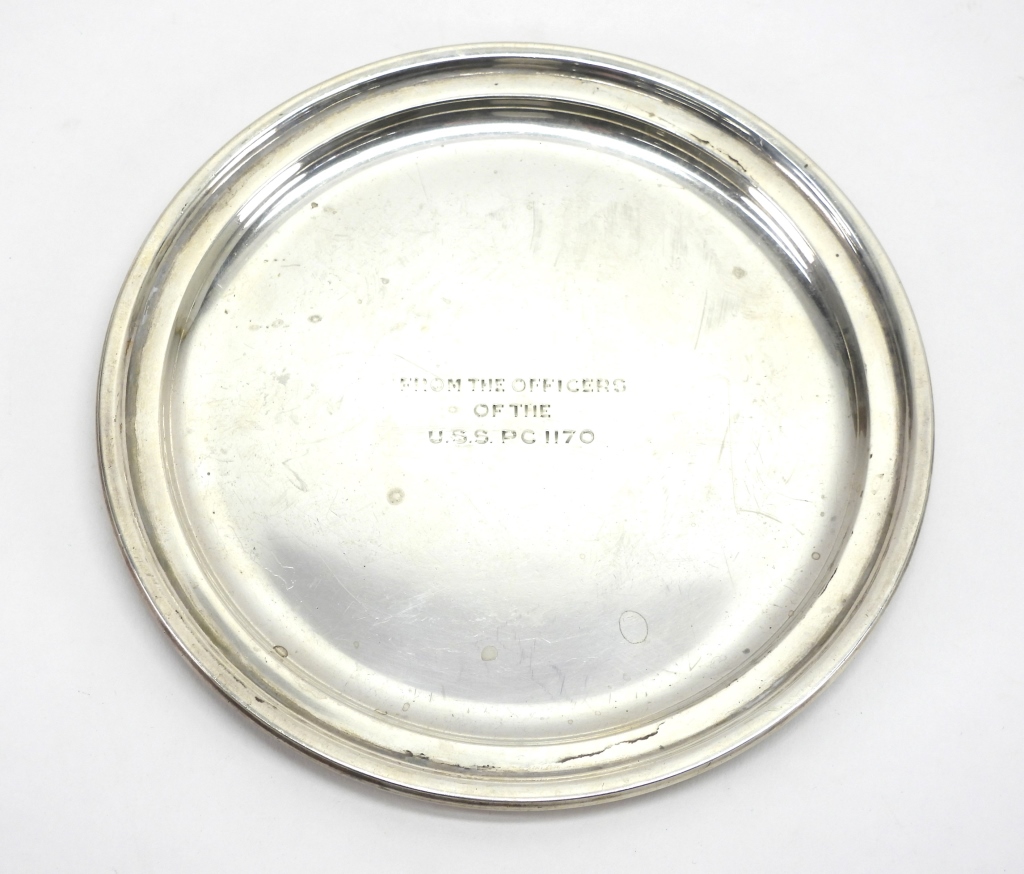 FROM THE OFFICERS
OF THE
U.S.S. PC 1170